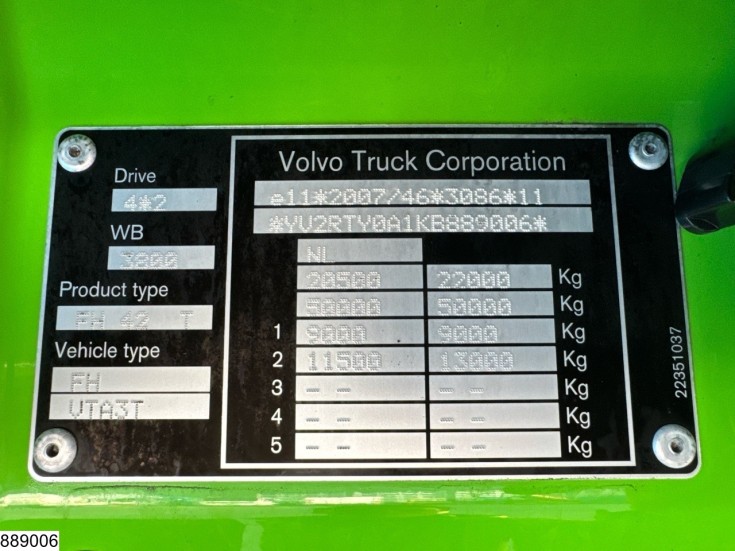 Drive
4*2
WB
3800
Product type
FH 42 T
Vehicle type
FH
VTA3T
Volvo Truck Corporation
e11*2007/46*3086*11
*YV2RTY0A1KB889006*
NL
20500 22000 Kg
50000 50000 Kg
1 9000 9000 Kg
2 11500 13000 Kg
3 -- -- Kg
4 -- -- Kg
5 -- -- Kg
22351037
889006